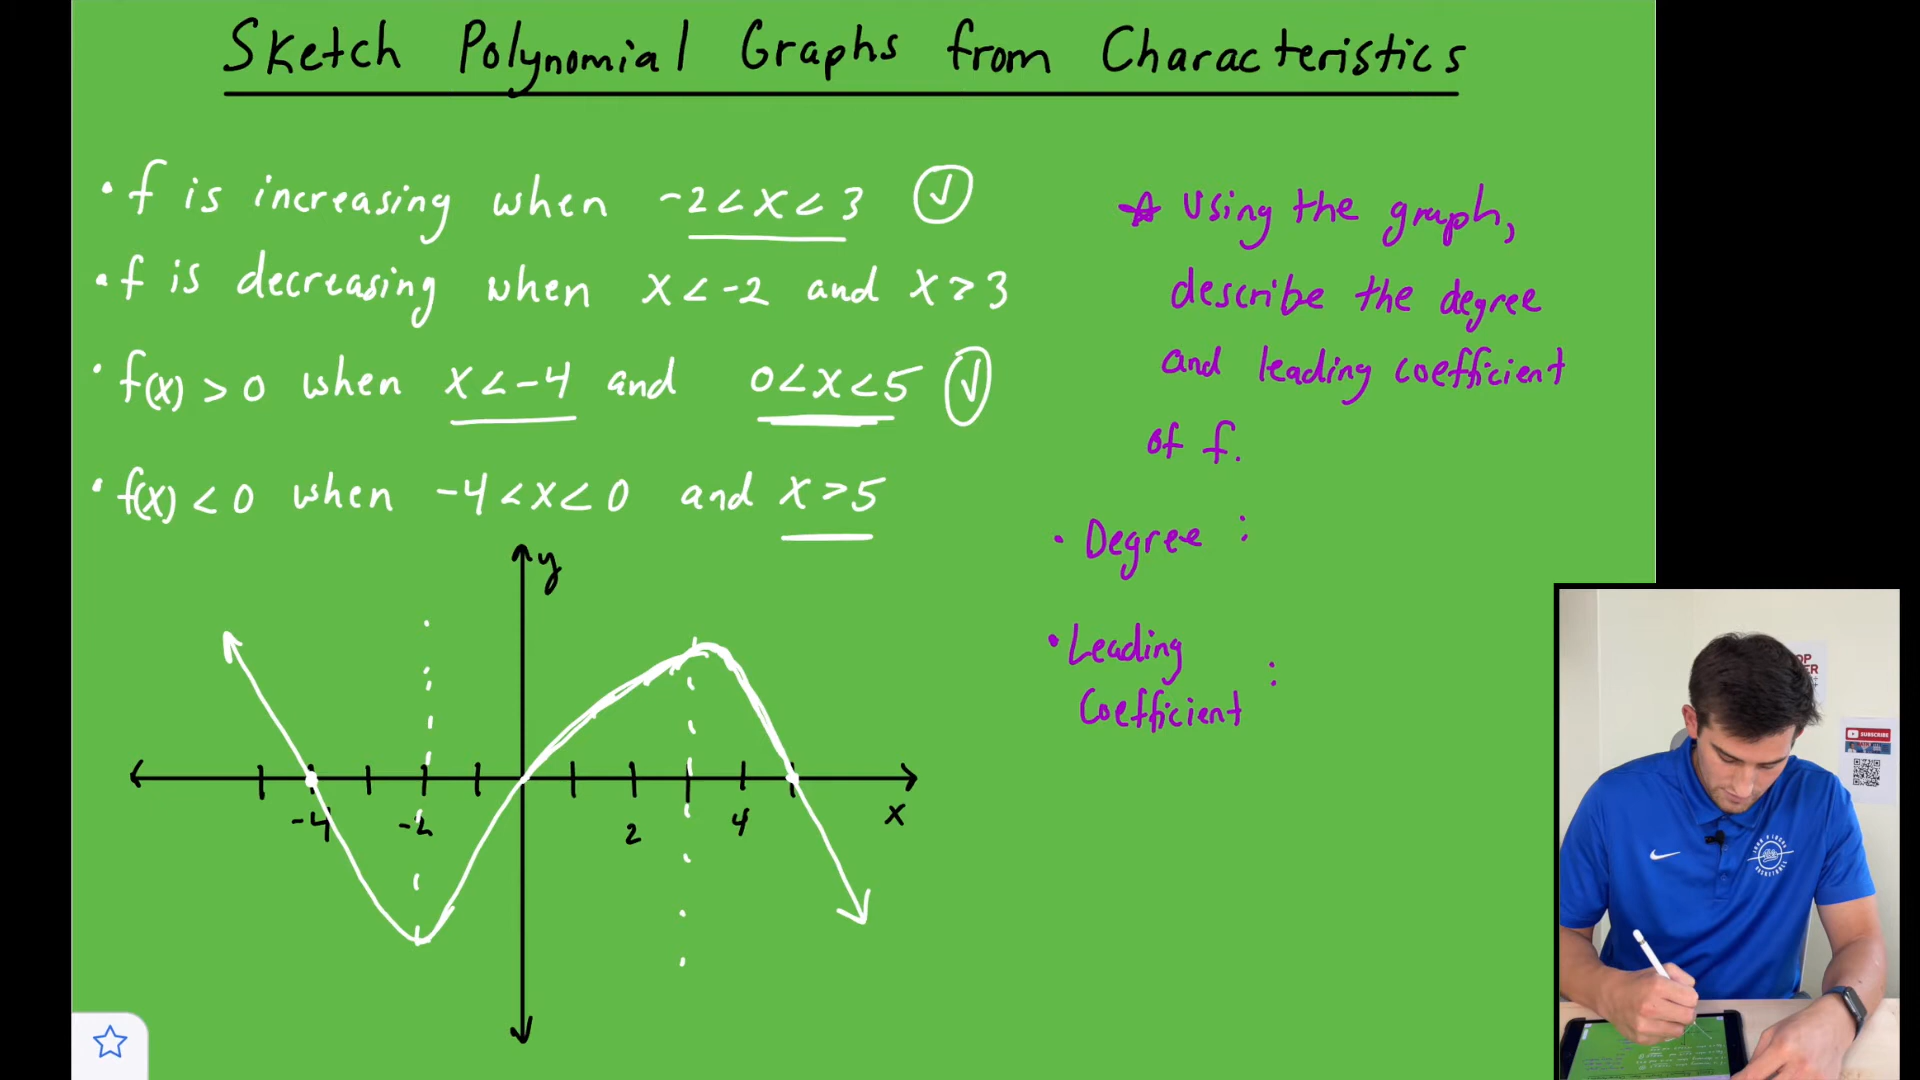 Sketch Polynomial Graphs from Characteristics
• f is increasing when -2 < x < 3 ✓
• f is decreasing when x < -2 and x > 3
• f(x) > 0 when x < -4 and 0 < x < 5 ✓
• f(x) < 0 when -4 < x < 0 and x > 5
y
-4 -2 2 4 x
☆ Using the graph,
describe the degree
and leading coefficient
of f.
• Degree :
• Leading
Coefficient :
SUBSCRIBE